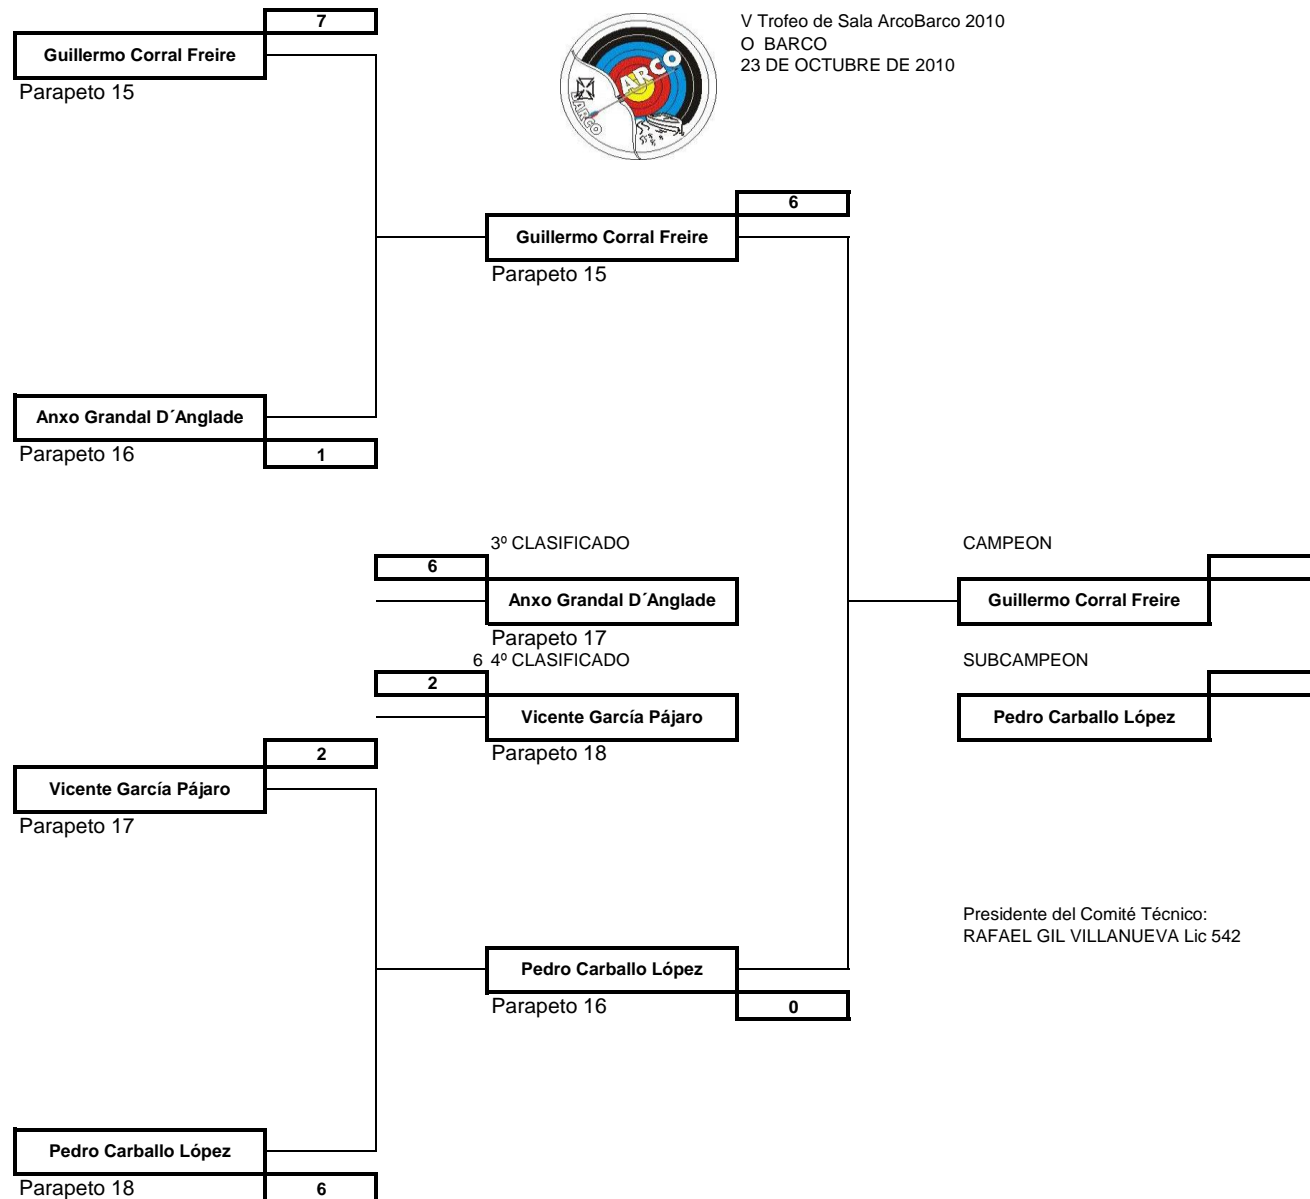 7
V Trofeo de Sala ArcoBarco 2010
O BARCO
23 DE OCTUBRE DE 2010
Guillermo Corral Freire
Parapeto 15
ARCO
BARCO
6
Guillermo Corral Freire
Parapeto 15
Anxo Grandal D´Anglade
Parapeto 16
1
3º CLASIFICADO
CAMPEON
6
Anxo Grandal D´Anglade
Guillermo Corral Freire
Parapeto 17
6 4º CLASIFICADO
SUBCAMPEON
2
Vicente García Pájaro
Pedro Carballo López
Parapeto 18
2
Vicente García Pájaro
Parapeto 17
Presidente del Comité Técnico:
RAFAEL GIL VILLANUEVA Lic 542
Pedro Carballo López
Parapeto 16
0
Pedro Carballo López
Parapeto 18
6